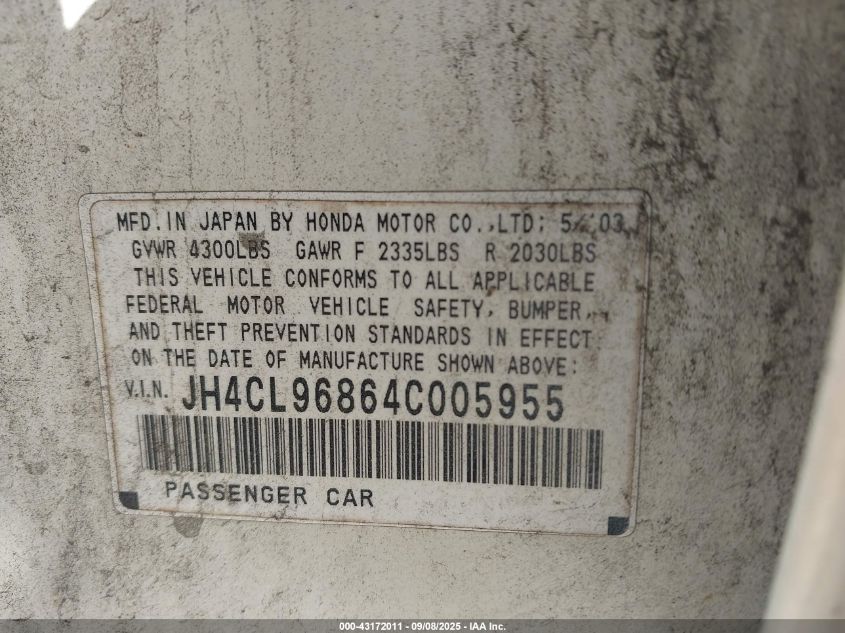 MFD.IN JAPAN BY HONDA MOTOR CO.,LTD; 5/ 03
GVWR 4300LBS GAWR F 2335LBS R 2030LBS
THIS VEHICLE CONFORMS TO ALL APPLICABLE
FEDERAL MOTOR VEHICLE SAFETY, BUMPER,
AND THEFT PREVENTION STANDARDS IN EFFECT
ON THE DATE OF MANUFACTURE SHOWN ABOVE:
V.I.N. JH4CL96864C005955
PASSENGER CAR
000-43172011 - 09/08/2025 - IAA Inc.